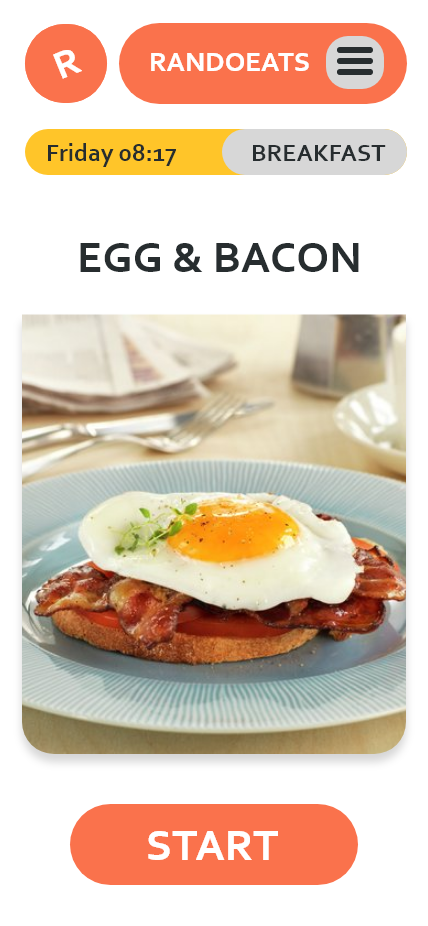 R
RANDOEATS
Friday 08:17
BREAKFAST
EGG & BACON
START